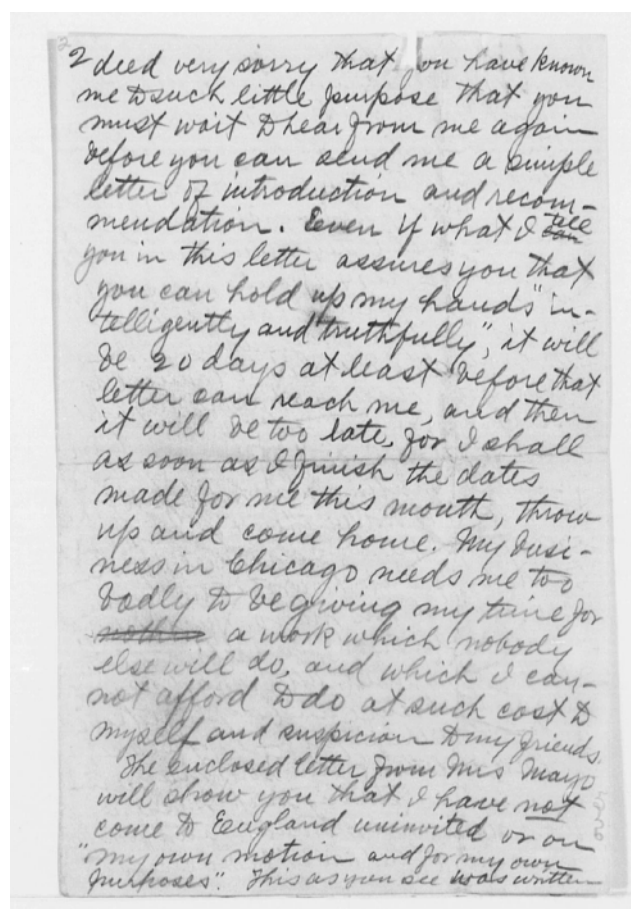 2
2 deed very sorry that you have known
me to such little purpose that you
must wait to hear from me again
before you can send me a simple
letter of introduction and recom-
mendation. Even if what I tell
you in this letter assures you that
you can hold up my hands "in-
telligently and truthfully", it will
be 20 days at least before that
letter can reach me, and then
it will be too late, for I shall
as soon as I finish the dates
made for me this mouth, throw
up and come home. My busi-
ness in Chicago needs me too
badly to be giving my time for
a work which nobody
else will do, and which I can-
not afford to do at such cost to
myself and suspicion to my friends.
The enclosed letter from Mrs Mayo
will show you that I have not
come to England uninvited or on
"my own motion and for my own
purposes". This as you see was written
over